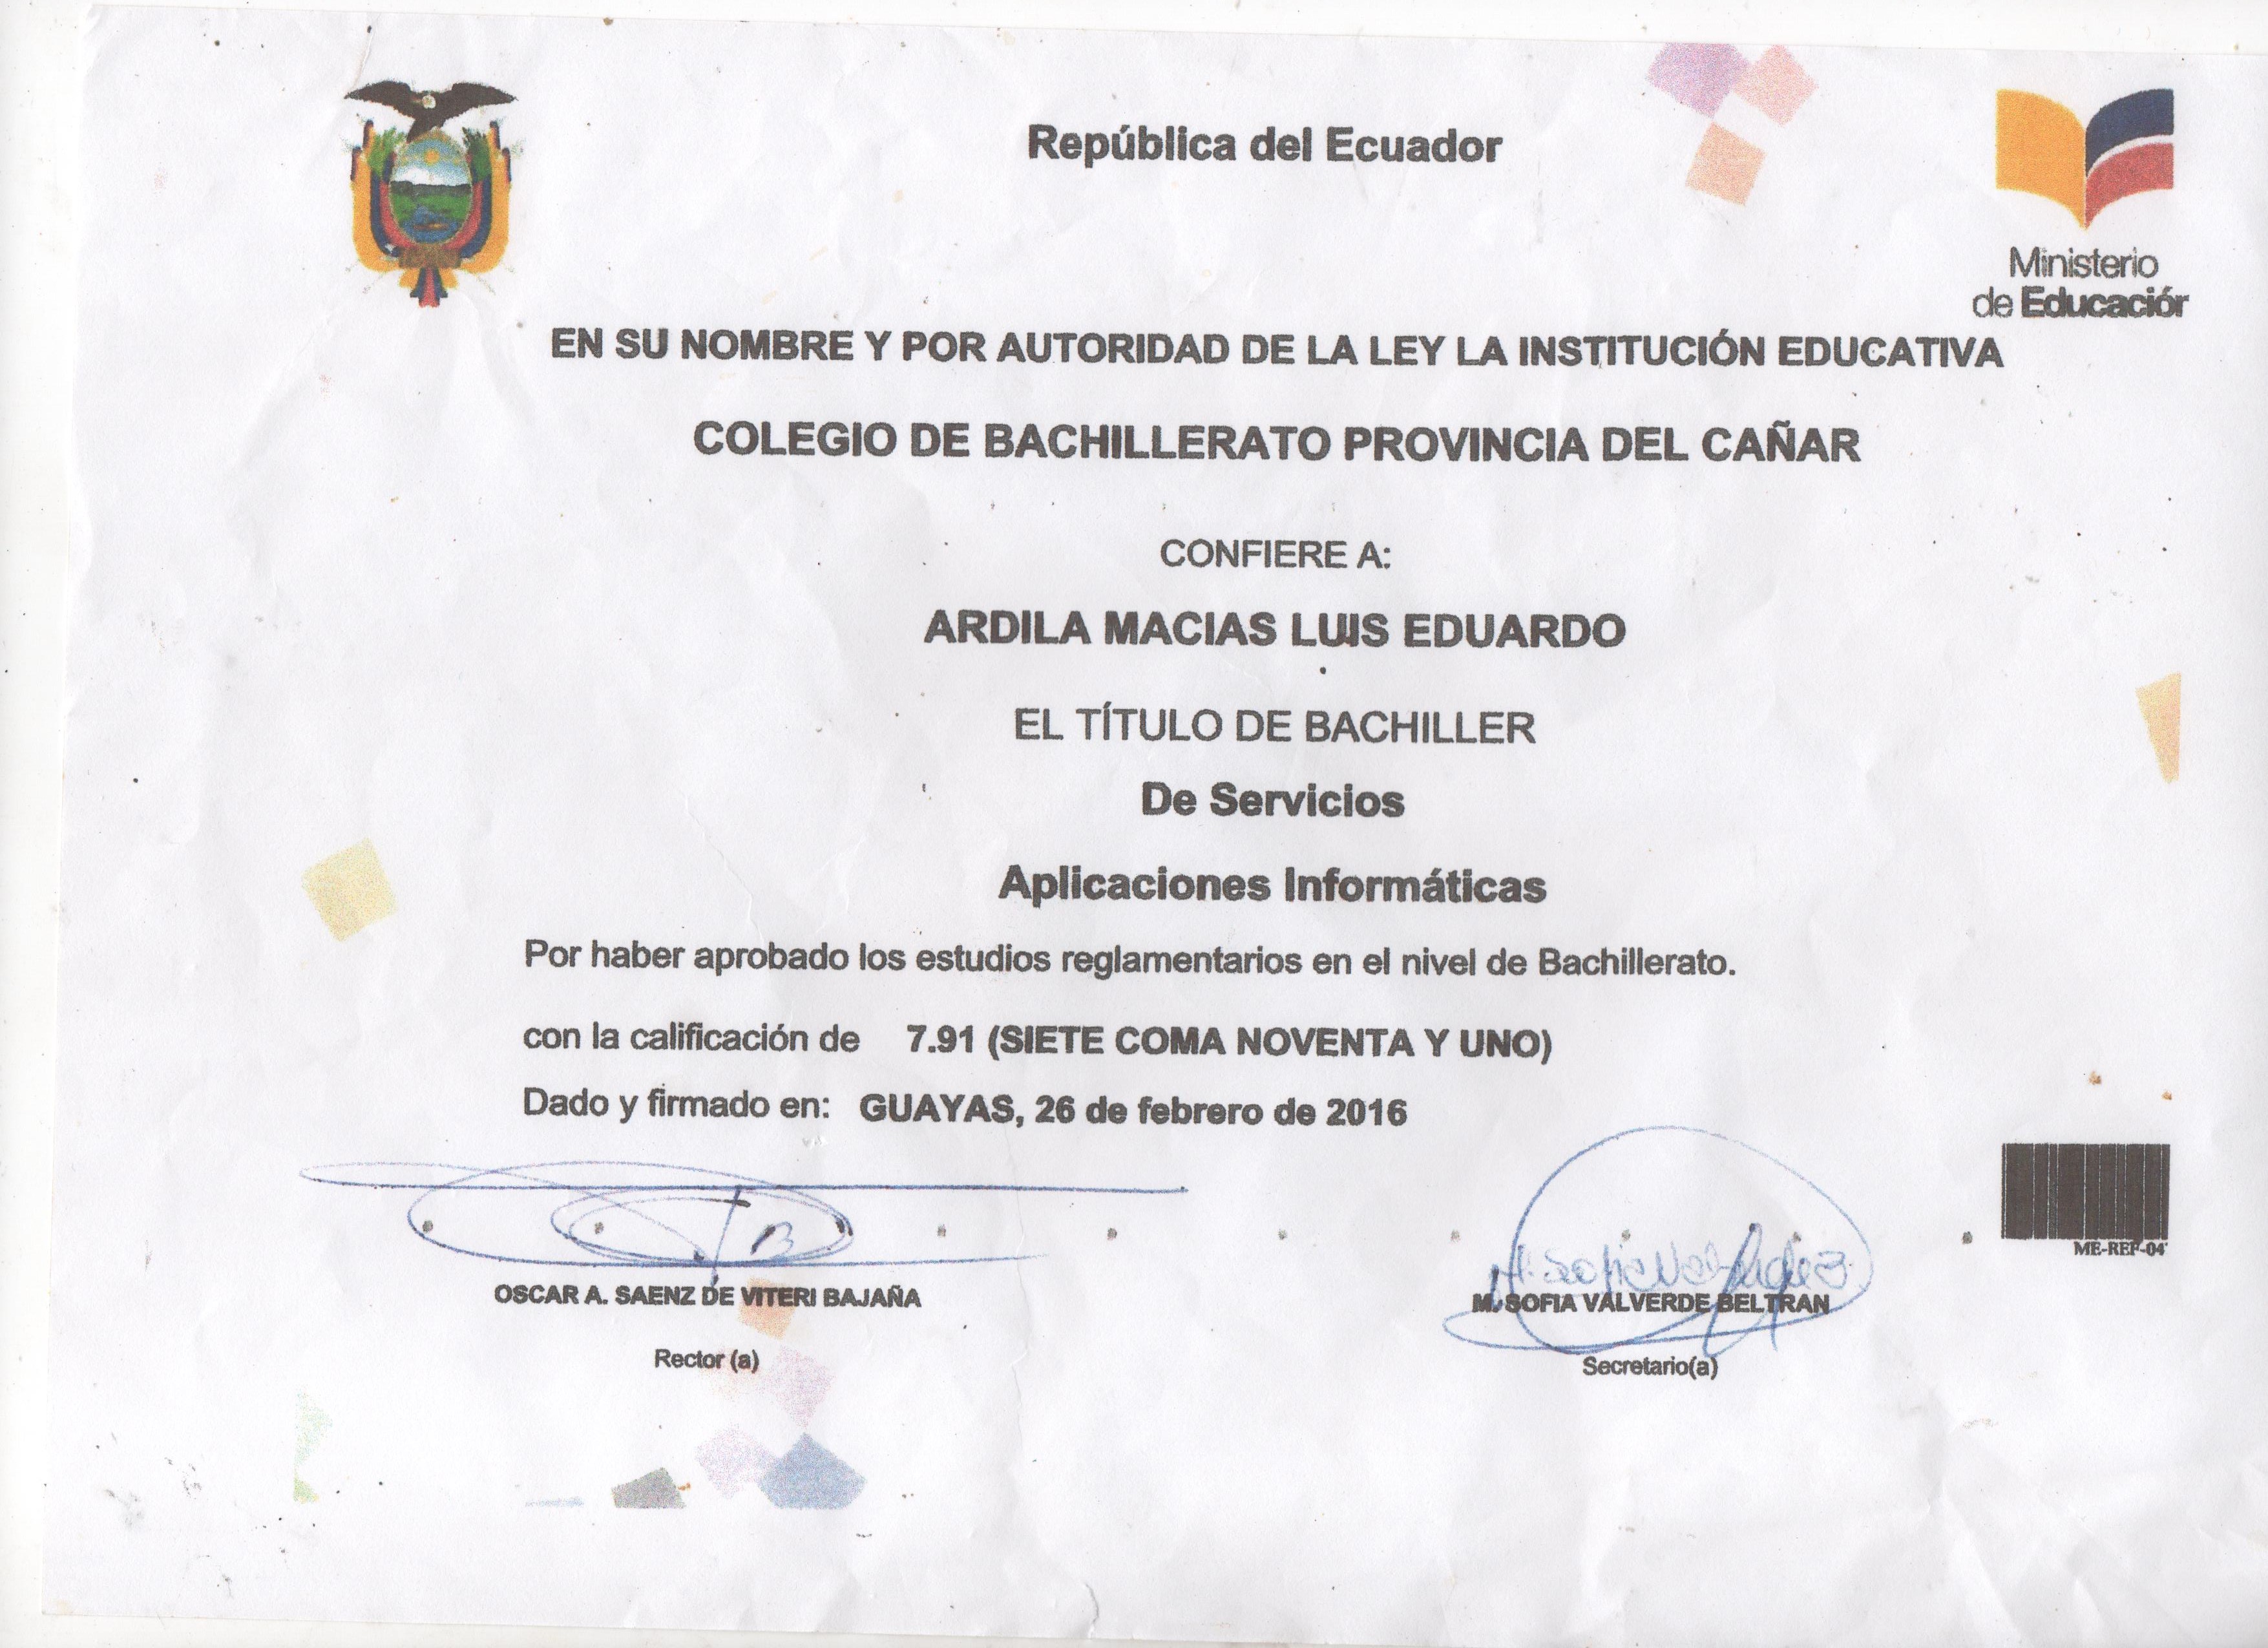 República del Ecuador
Ministerio
de Educación
EN SU NOMBRE Y POR AUTORIDAD DE LA LEY LA INSTITUCIÓN EDUCATIVA
COLEGIO DE BACHILLERATO PROVINCIA DEL CAÑAR
CONFIERE A:
ARDILA MACIAS LUIS EDUARDO
EL TÍTULO DE BACHILLER
De Servicios
Aplicaciones Informáticas
Por haber aprobado los estudios reglamentarios en el nivel de Bachillerato.
con la calificación de 7.91 (SIETE COMA NOVENTA Y UNO)
Dado y firmado en: GUAYAS, 26 de febrero de 2016
ME-REF-04
OSCAR A. SAENZ DE VITERI BAJAÑA
M. SOFIA VALVERDE BELTRAN
Rector (a)
Secretario(a)